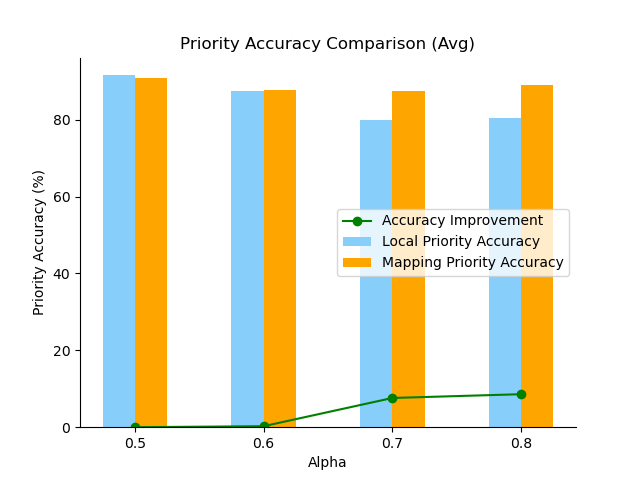 Priority Accuracy Comparison (Avg)
Priority Accuracy (%)
80
60
40
20
0
Accuracy Improvement
Local Priority Accuracy
Mapping Priority Accuracy
0.5 0.6 0.7 0.8
Alpha